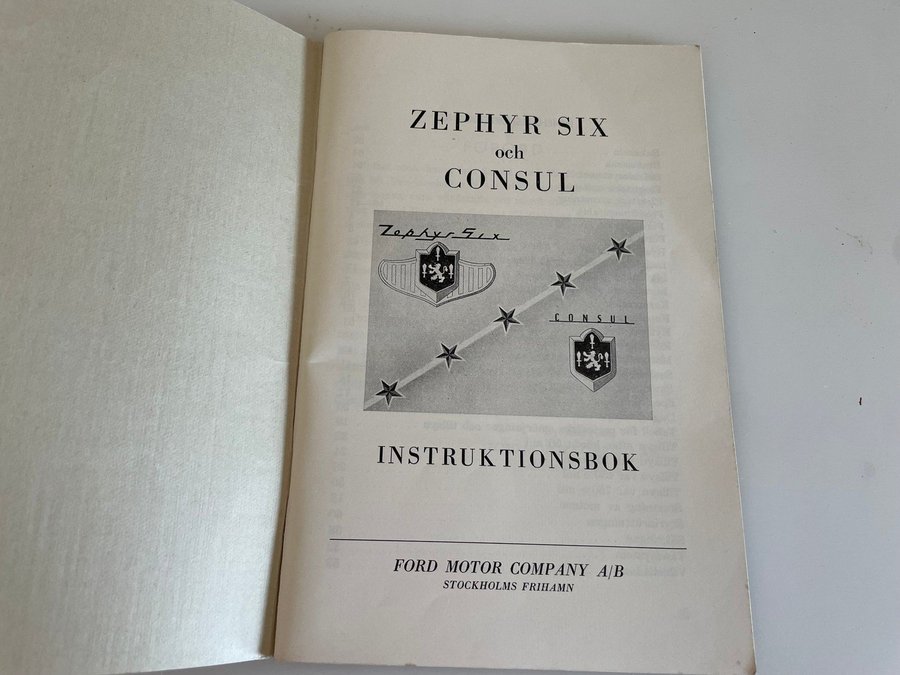 ZEPHYR SIX
och
CONSUL
Zephyr Six
CONSUL
INSTRUKTIONSBOK
FORD MOTOR COMPANY A/B
STOCKHOLMS FRIHAMN